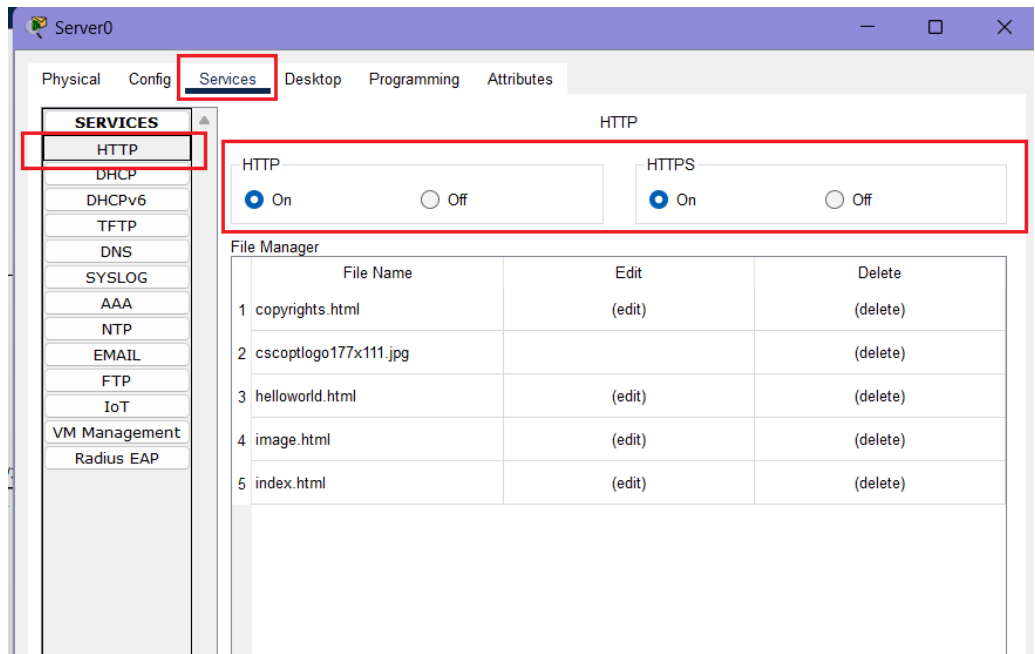 Server0
Physical Config Services Desktop Programming Attributes
SERVICES
HTTP
DHCP
DHCPv6
TFTP
DNS
SYSLOG
AAA
NTP
EMAIL
FTP
IoT
VM Management
Radius EAP
HTTP
HTTP
On Off
HTTPS
On Off
File Manager
File Name Edit Delete
1 copyrights.html (edit) (delete)
2 cscoptlogo177x111.jpg (delete)
3 helloworld.html (edit) (delete)
4 image.html (edit) (delete)
5 index.html (edit) (delete)